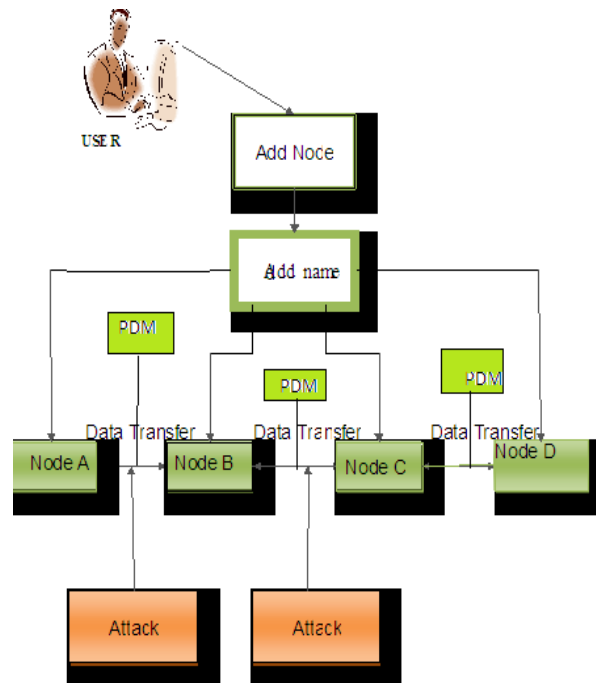 USER
Add Noce
Add name
PDM
PDM
PDM
Data Transfer
Data Transfer
Data Transfer
Node A
Node B
Node C
Node D
Attack
Attack